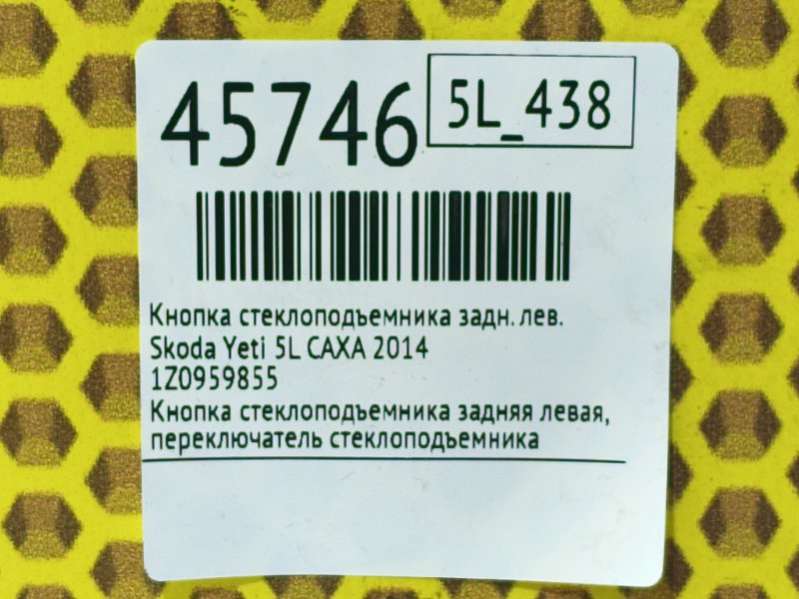 45746
5L_438
Кнопка стеклоподъемника задн. лев.
Skoda Yeti 5L CAXA 2014
1Z0959855
Кнопка стеклоподъемника задняя левая,
переключатель стеклоподъемника